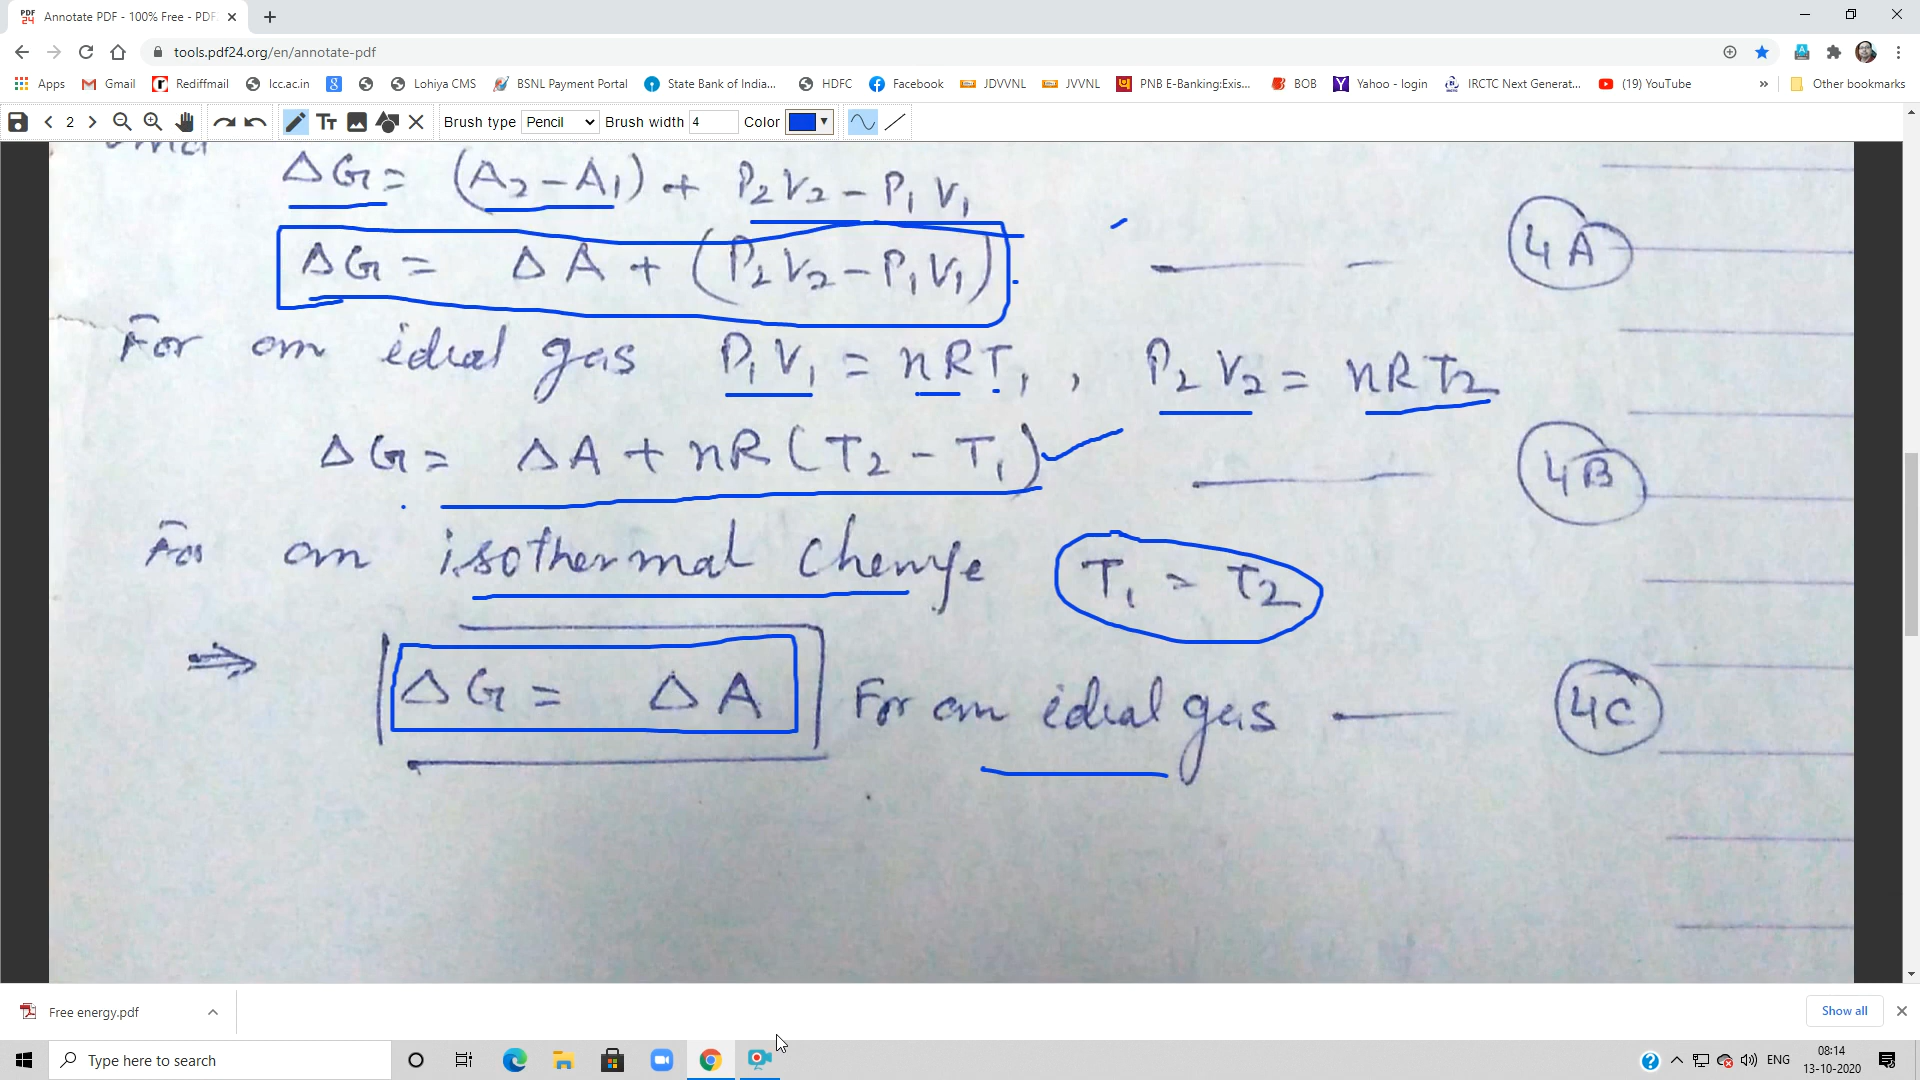 Annotate PDF - 100% Free - PDF
tools.pdf24.org/en/annotate-pdf
Apps Gmail Rediffmail lcc.ac.in Lohiya CMS BSNL Payment Portal State Bank of India... HDFC Facebook JDVVNL JVVNL PNB E-Banking:Exis... BOB Yahoo - login IRCTC Next Generat... (19) YouTube » Other bookmarks
2 Brush type Pencil Brush width 4 Color
and
ΔG = (A₂-A₁) + P₂V₂ - P₁V₁
ΔG = ΔA + (P₂V₂-P₁V₁) 4A
For an ideal gas P₁V₁ = nRT₁, P₂V₂ = nRT₂
ΔG = ΔA + nR(T₂ - T₁) 4B
For an isothermal change T₁ = T₂
⇒ ΔG = ΔA For an ideal gas 4C
Free energy.pdf Show all
Type here to search ENG 08:14
13-10-2020